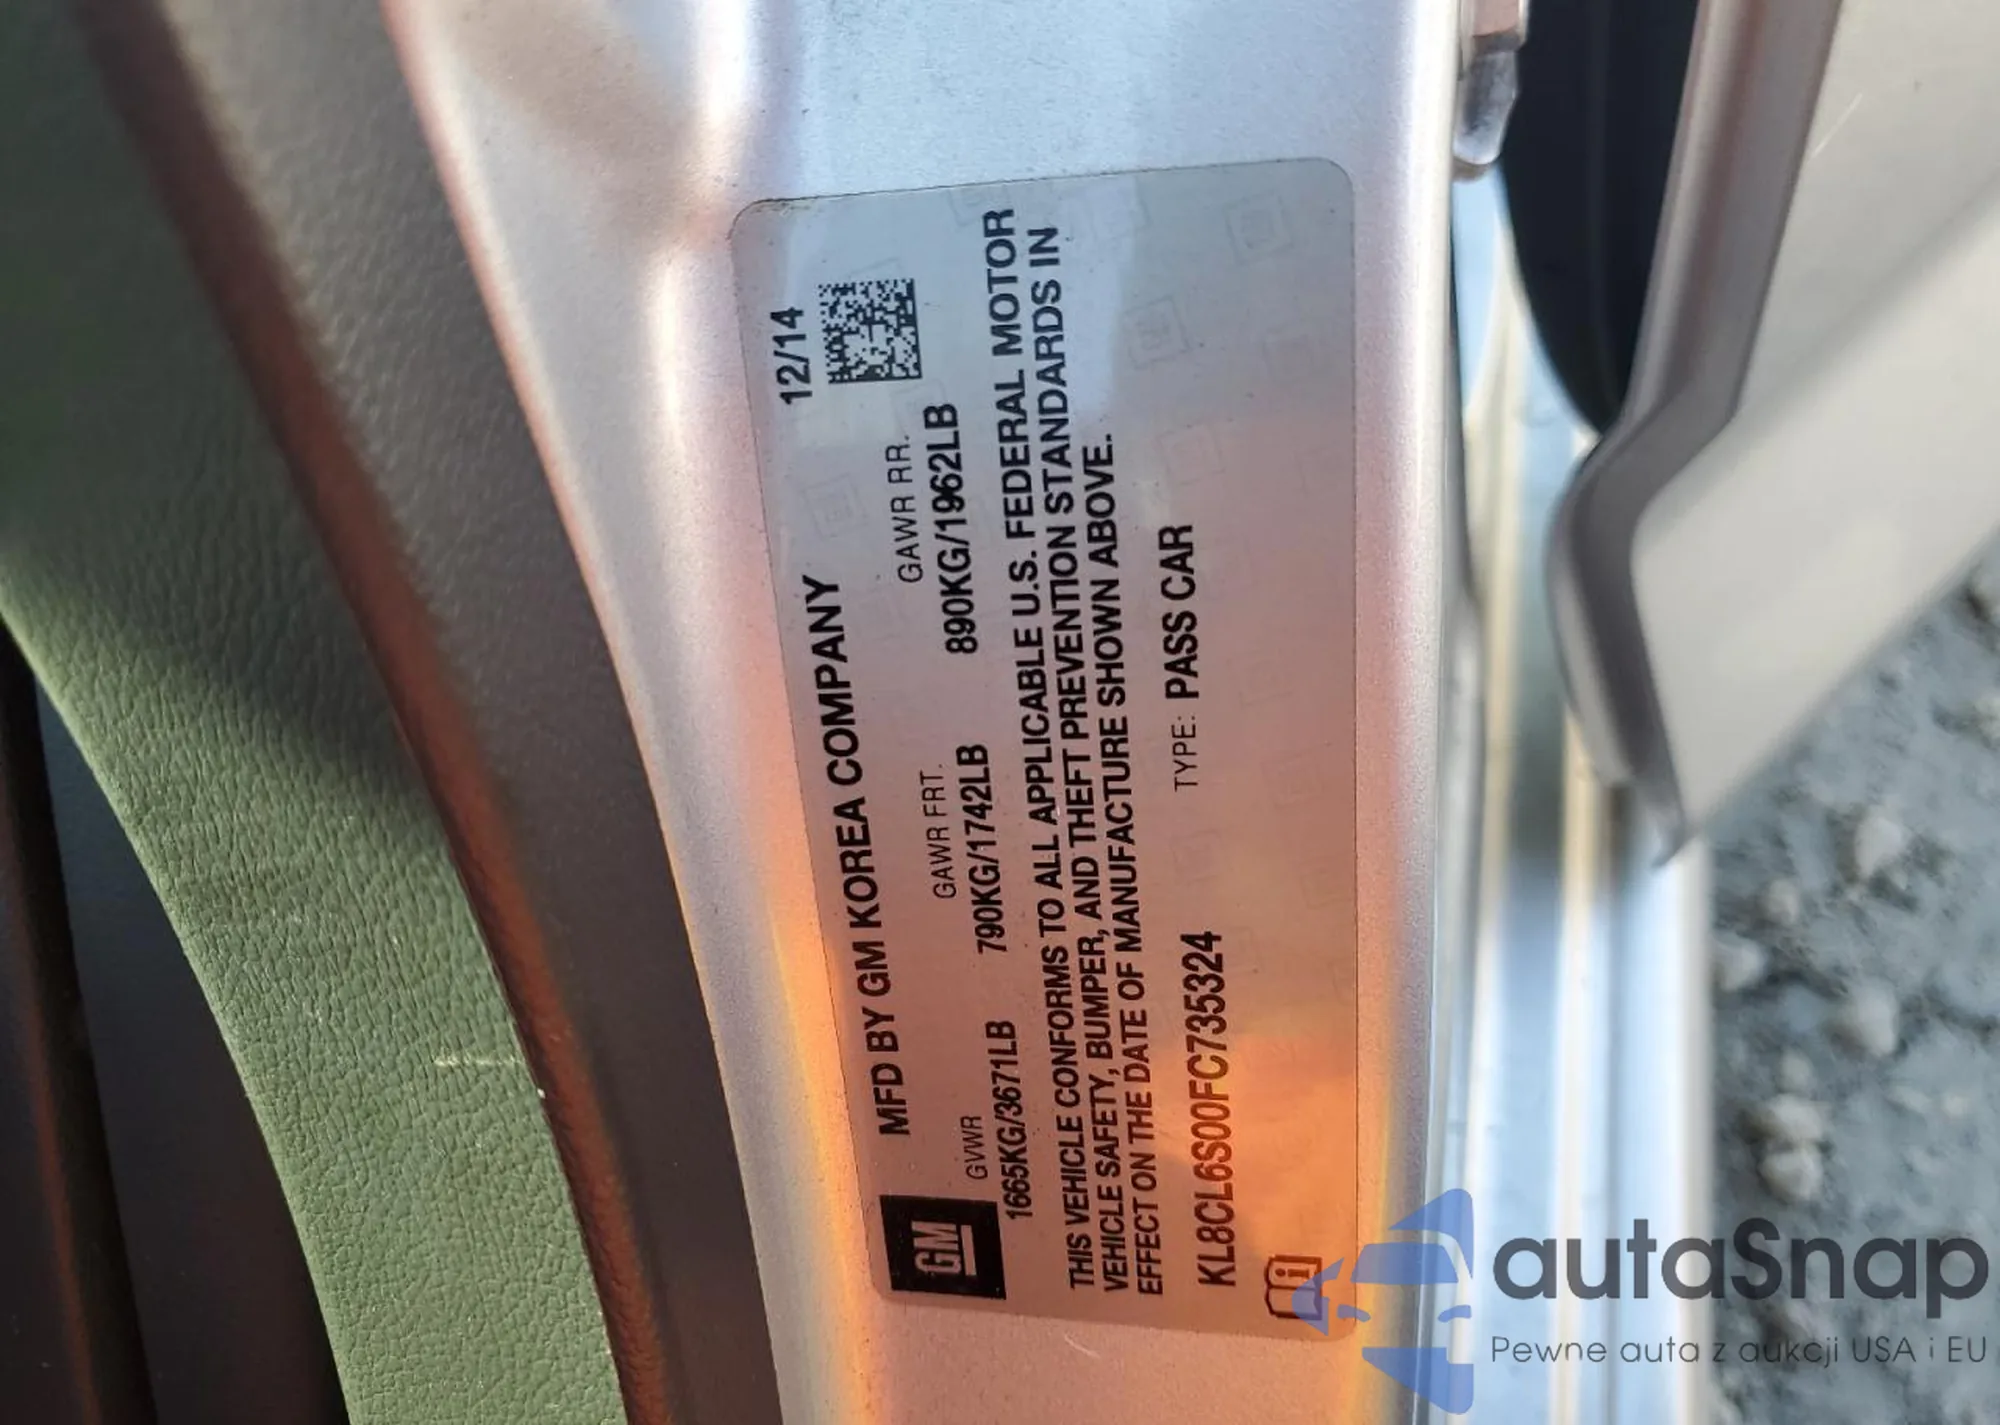 MFD BY GM KOREA COMPANY 12/14
GM
GVWR GAWR FRT. GAWR RR.
1665KG/3671LB 790KG/1742LB 890KG/1962LB
THIS VEHICLE CONFORMS TO ALL APPLICABLE U.S. FEDERAL MOTOR
VEHICLE SAFETY, BUMPER, AND THEFT PREVENTION STANDARDS IN
EFFECT ON THE DATE OF MANUFACTURE SHOWN ABOVE.
KL8CL6S00FC735324 TYPE: PASS CAR
i
autaSnap
Pewne auta z aukcji USA i EU